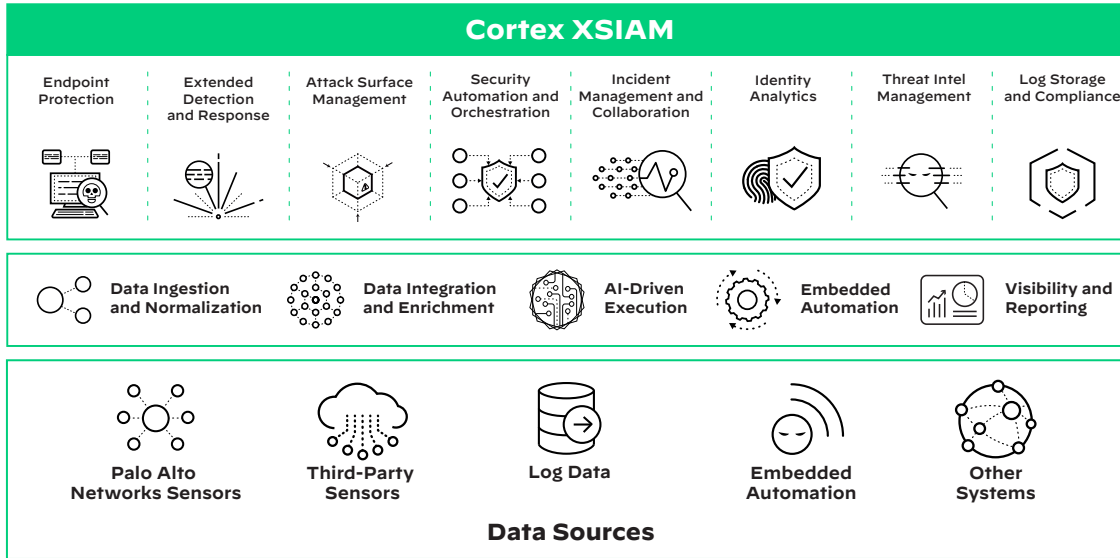 Cortex XSIAM
Endpoint
Protection
Extended
Detection
and Response
Attack Surface
Management
Security
Automation and
Orchestration
Incident
Management and
Collaboration
Identity
Analytics
Threat Intel
Management
Log Storage
and Compliance
Data Ingestion
and Normalization
Data Integration
and Enrichment
AI-Driven
Execution
Embedded
Automation
Visibility and
Reporting
Palo Alto
Networks Sensors
Third-Party
Sensors
Log Data
Embedded
Automation
Other
Systems
Data Sources